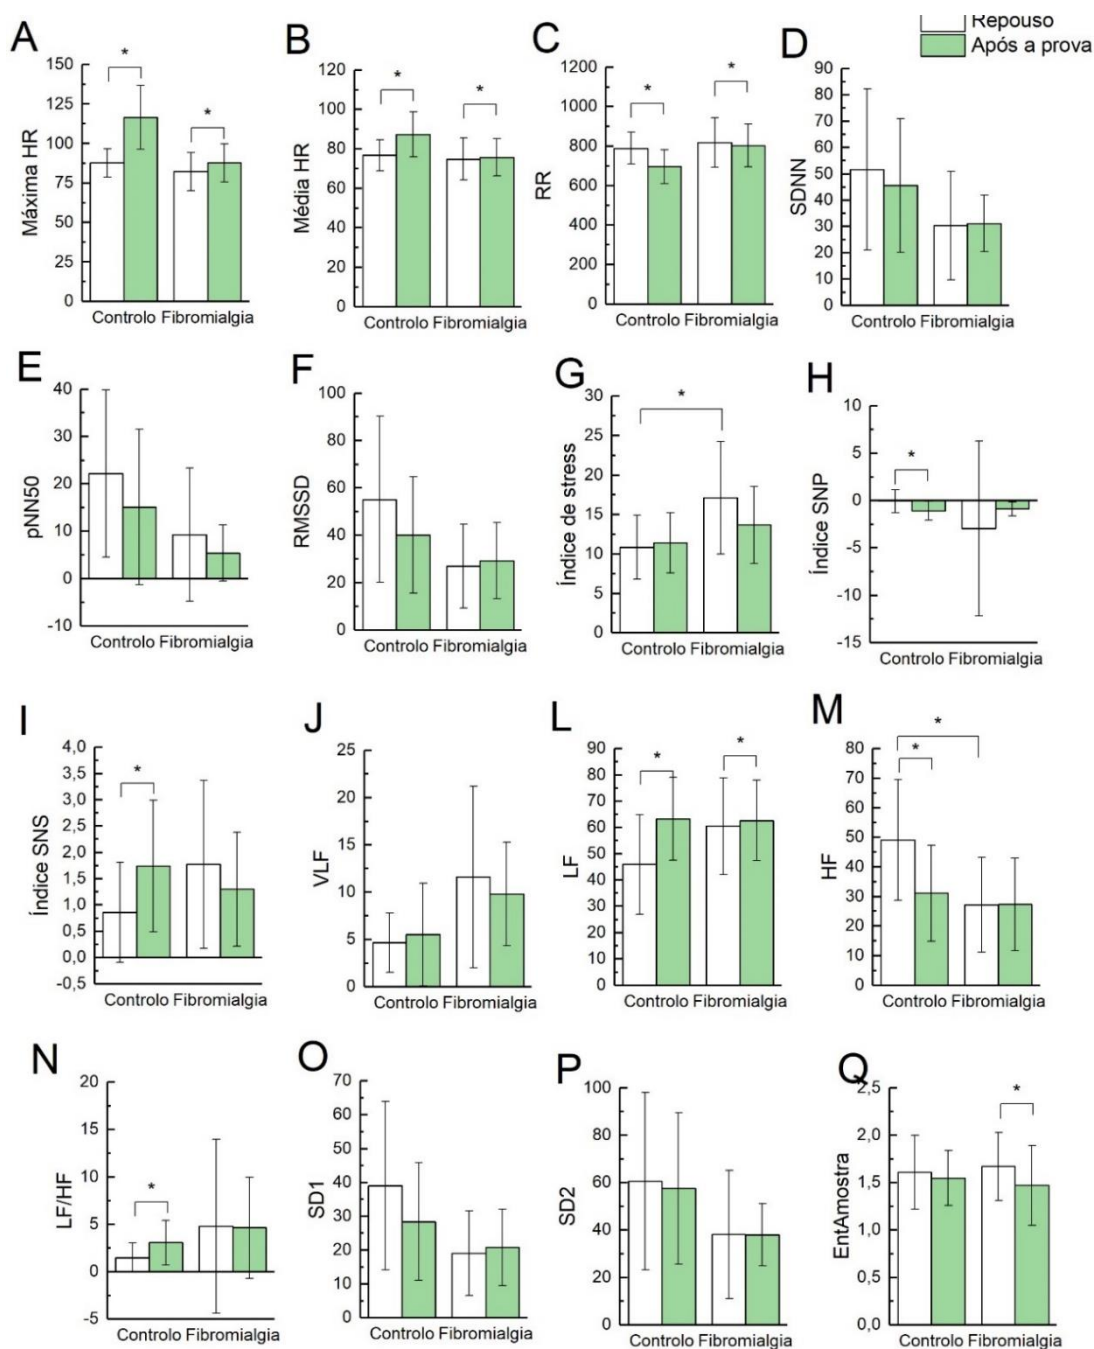 Repouso
Após a prova
A
*
*
Máxima HR
150
125
100
75
50
25
0
Controlo Fibromialgia
B
*
*
Média HR
140
120
100
80
60
40
20
0
Controlo Fibromialgia
C
*
*
RR
1200
1000
800
600
400
200
0
Controlo Fibromialgia
D
SDNN
90
80
70
60
50
40
30
20
10
0
Controlo Fibromialgia
E
pNN50
40
30
20
10
0
-10
Controlo Fibromialgia
F
RMSSD
100
80
60
40
20
0
Controlo Fibromialgia
G
*
Índice de stress
30
25
20
15
10
5
0
Controlo Fibromialgia
H
*
Índice SNP
10
5
0
-5
-10
-15
Controlo Fibromialgia
I
*
Índice SNS
4,0
3,5
3,0
2,5
2,0
1,5
1,0
0,5
0,0
-0,5
Controlo Fibromialgia
J
VLF
25
20
15
10
5
0
Controlo Fibromialgia
L
*
*
LF
90
80
70
60
50
40
30
20
10
0
Controlo Fibromialgia
M
*
*
HF
80
70
60
50
40
30
20
10
0
Controlo Fibromialgia
N
*
LF/HF
20
15
10
5
0
-5
Controlo Fibromialgia
O
SD1
70
60
50
40
30
20
10
0
Controlo Fibromialgia
P
SD2
100
80
60
40
20
0
Controlo Fibromialgia
Q
*
EntAmostra
2,5
2,0
1,5
1,0
0,5
0,0
Controlo Fibromialgia